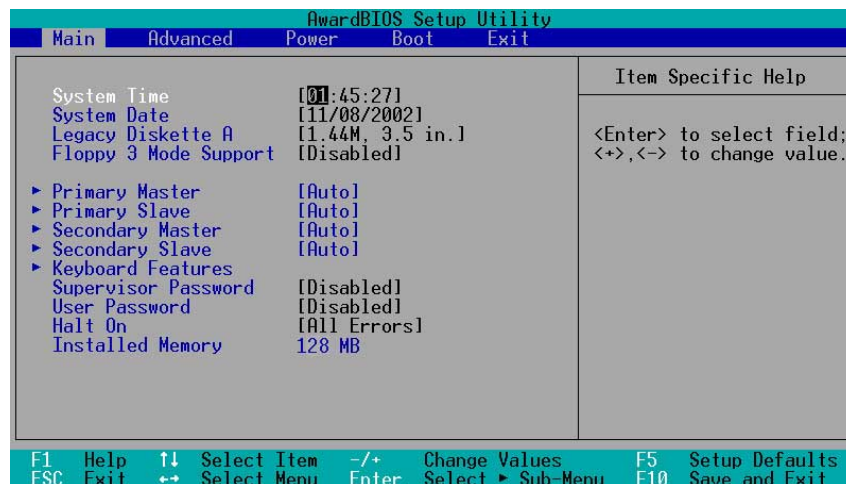 AwardBIOS Setup Utility
Main Advanced Power Boot Exit
Item Specific Help
System Time [01:45:27]
System Date [11/08/2002]
Legacy Diskette A [1.44M, 3.5 in.]
<Enter> to select field;
Floppy 3 Mode Support [Disabled]
<+>,<-> to change value.
▶ Primary Master [Auto]
▶ Primary Slave [Auto]
▶ Secondary Master [Auto]
▶ Secondary Slave [Auto]
▶ Keyboard Features
Supervisor Password [Disabled]
User Password [Disabled]
Halt On [All Errors]
Installed Memory 128 MB
F1 Help ↑↓ Select Item -/+ Change Values F5 Setup Defaults
ESC Exit ←→ Select Menu Enter Select ▶ Sub-Menu F10 Save and Exit